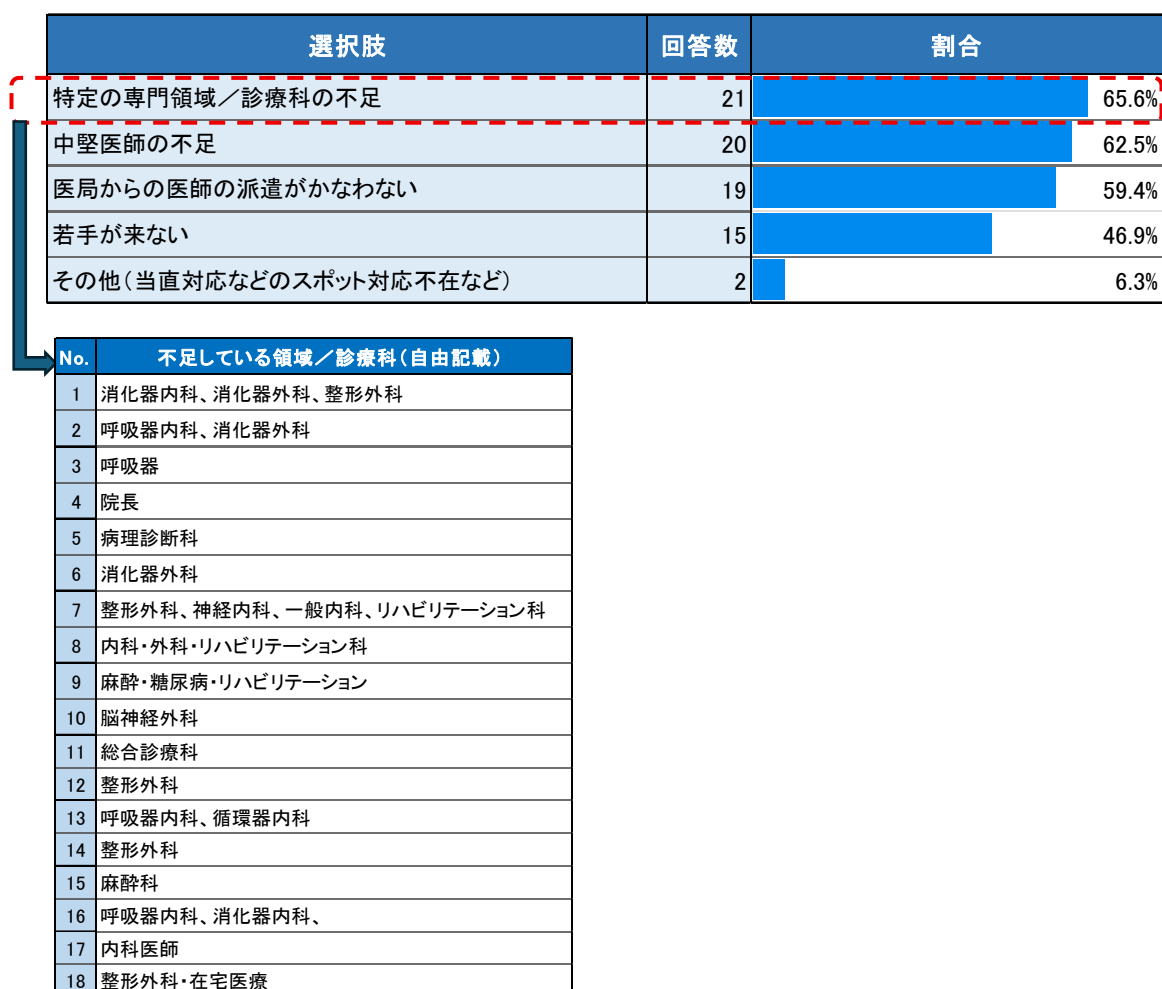 選択肢 回答数 割合
特定の専門領域／診療科の不足 21 65.6%
中堅医師の不足 20 62.5%
医局からの医師の派遣がかなわない 19 59.4%
若手が来ない 15 46.9%
その他（当直対応などのスポット対応不在など） 2 6.3%
No. 不足している領域／診療科（自由記載）
1 消化器内科、消化器外科、整形外科
2 呼吸器内科、消化器外科
3 呼吸器
4 院長
5 病理診断科
6 消化器外科
7 整形外科、神経内科、一般内科、リハビリテーション科
8 内科・外科・リハビリテーション科
9 麻酔・糖尿病・リハビリテーション
10 脳神経外科
11 総合診療科
12 整形外科
13 呼吸器内科、循環器内科
14 整形外科
15 麻酔科
16 呼吸器内科、消化器内科、
17 内科医師
18 整形外科・在宅医療